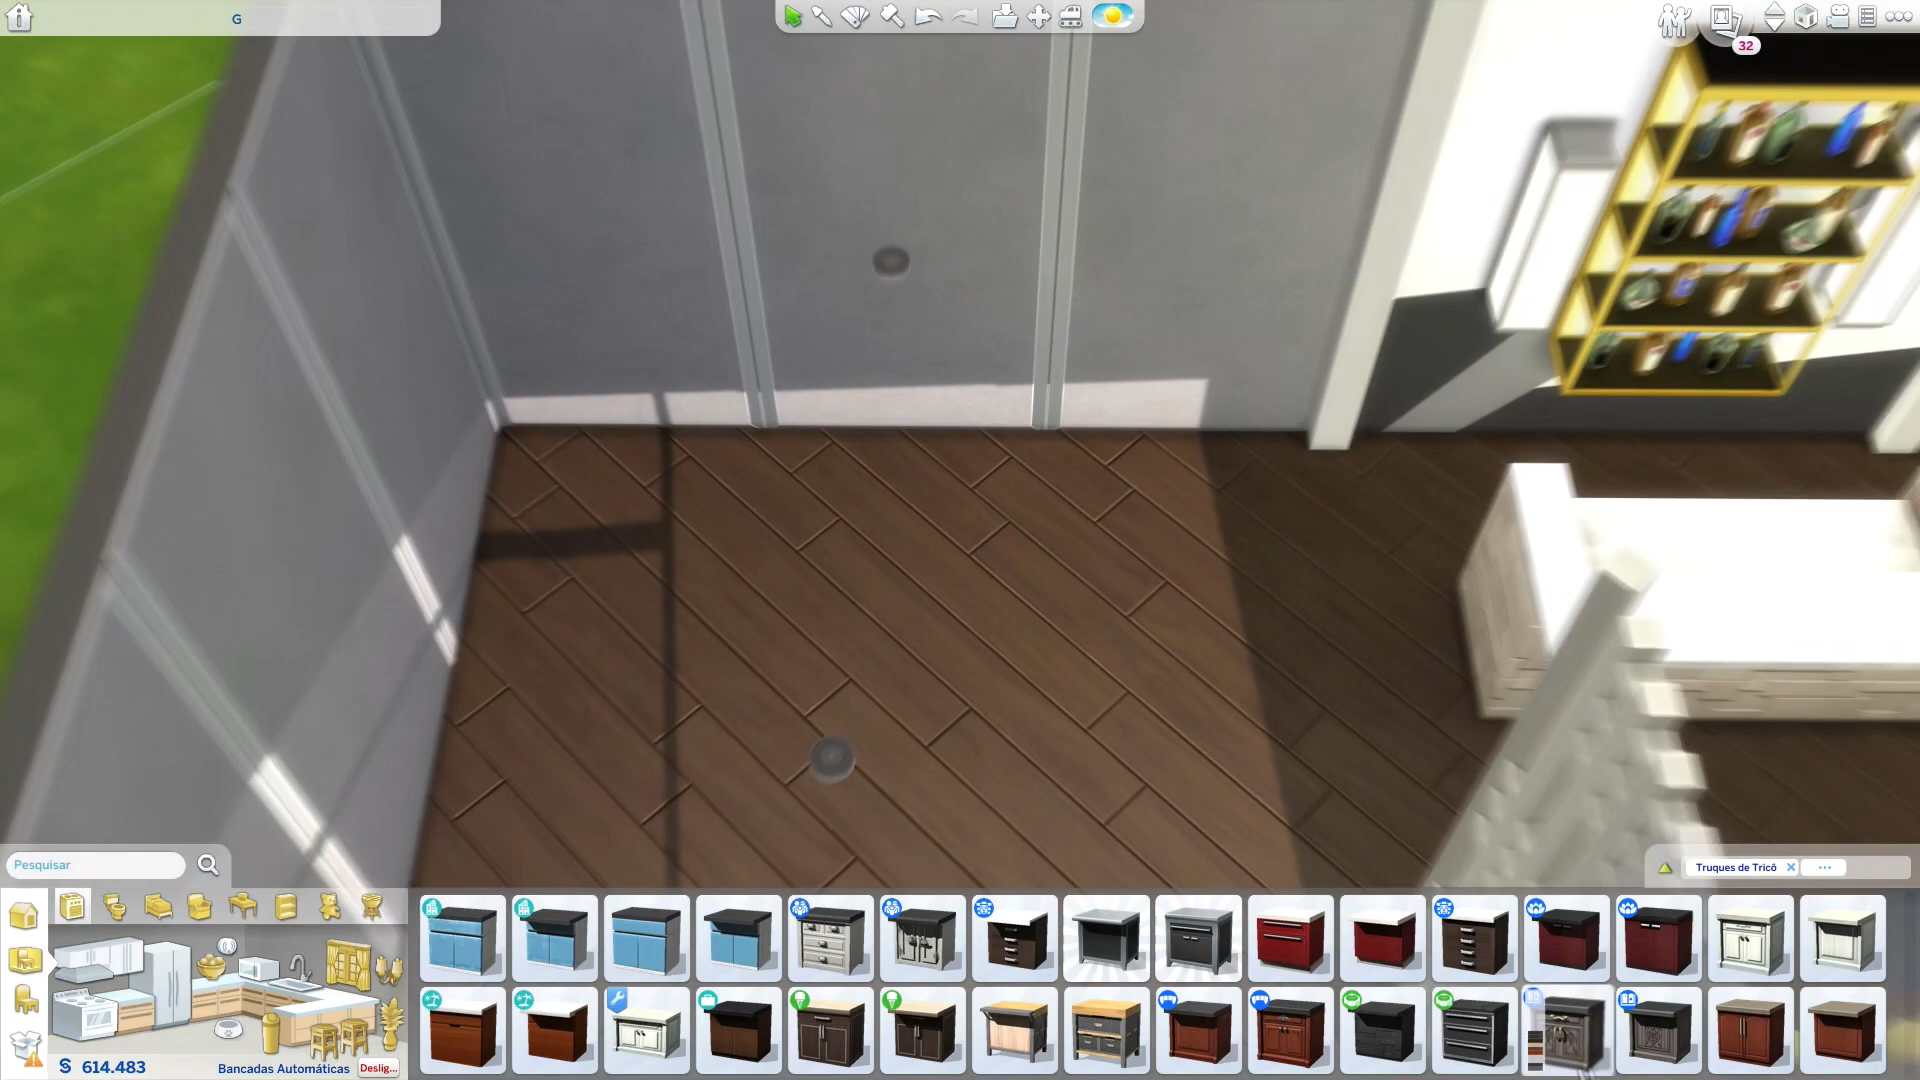 G
32
Pesquisar
Truques de Tricô
614.483
Bancadas Automáticas
Deslig...